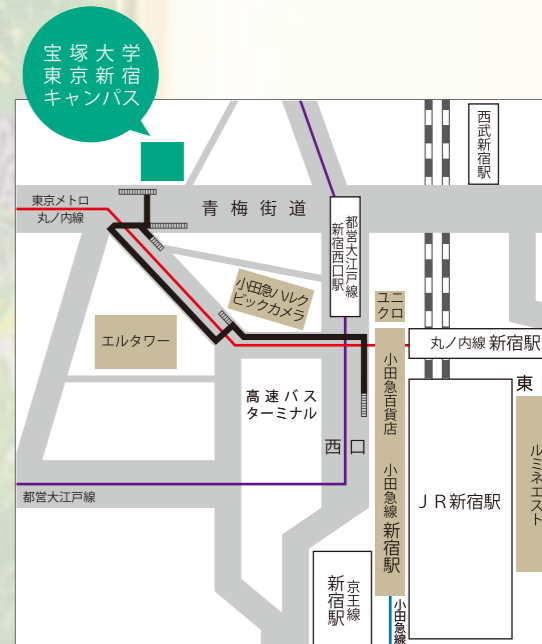 宝塚大学
東京新宿
キャンパス
西武新宿駅
東京メトロ
丸ノ内線
青梅街道
都営大江戸線
新宿西口駅
小田急ハルク
ビックカメラ
ユニ
クロ
エルタワー
丸ノ内線 新宿駅
小田急百貨店
高速バス
ターミナル
東
西口
ルミネエスト
小田急線 新宿駅
JR新宿駅
都営大江戸線
京王線
新宿駅
小田急線